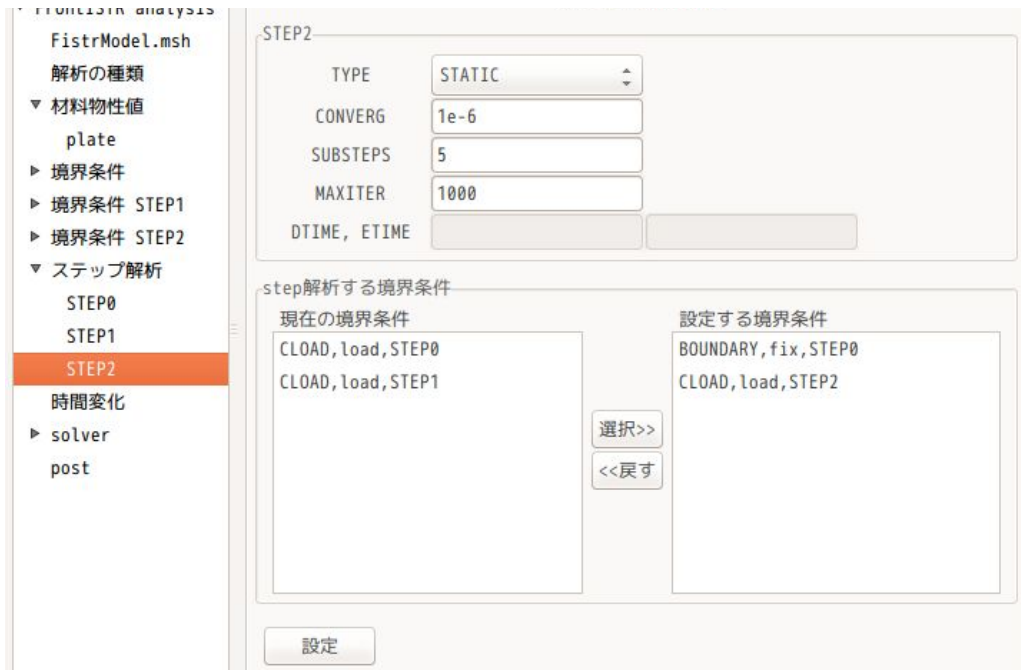 FrontISTR analysis
FistrModel.msh
解析の種類
材料物性値
plate
境界条件
境界条件 STEP1
境界条件 STEP2
ステップ解析
STEP0
STEP1
STEP2
時間変化
solver
post
STEP2
TYPE STATIC
CONVERG 1e-6
SUBSTEPS 5
MAXITER 1000
DTIME, ETIME
step解析する境界条件
現在の境界条件
CLOAD,load,STEP0
CLOAD,load,STEP1
選択>>
<<戻す
設定する境界条件
BOUNDARY,fix,STEP0
CLOAD,load,STEP2
設定